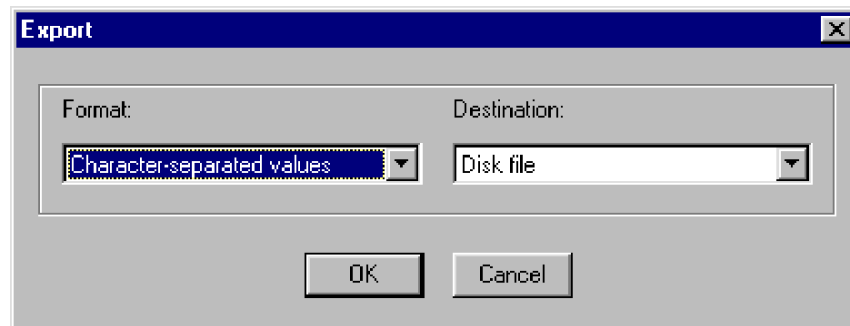 Export
Format:
Destination:
Character-separated values
Disk file
OK
Cancel